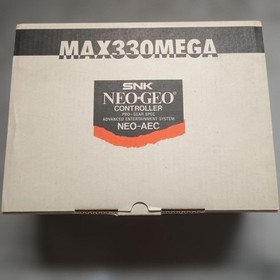 MAX330MEGA
SNK
NEO·GEO
CONTROLLER
PRO-GEAR SPEC
ADVANCED ENTERTAINMENT SYSTEM
NEO-AEC